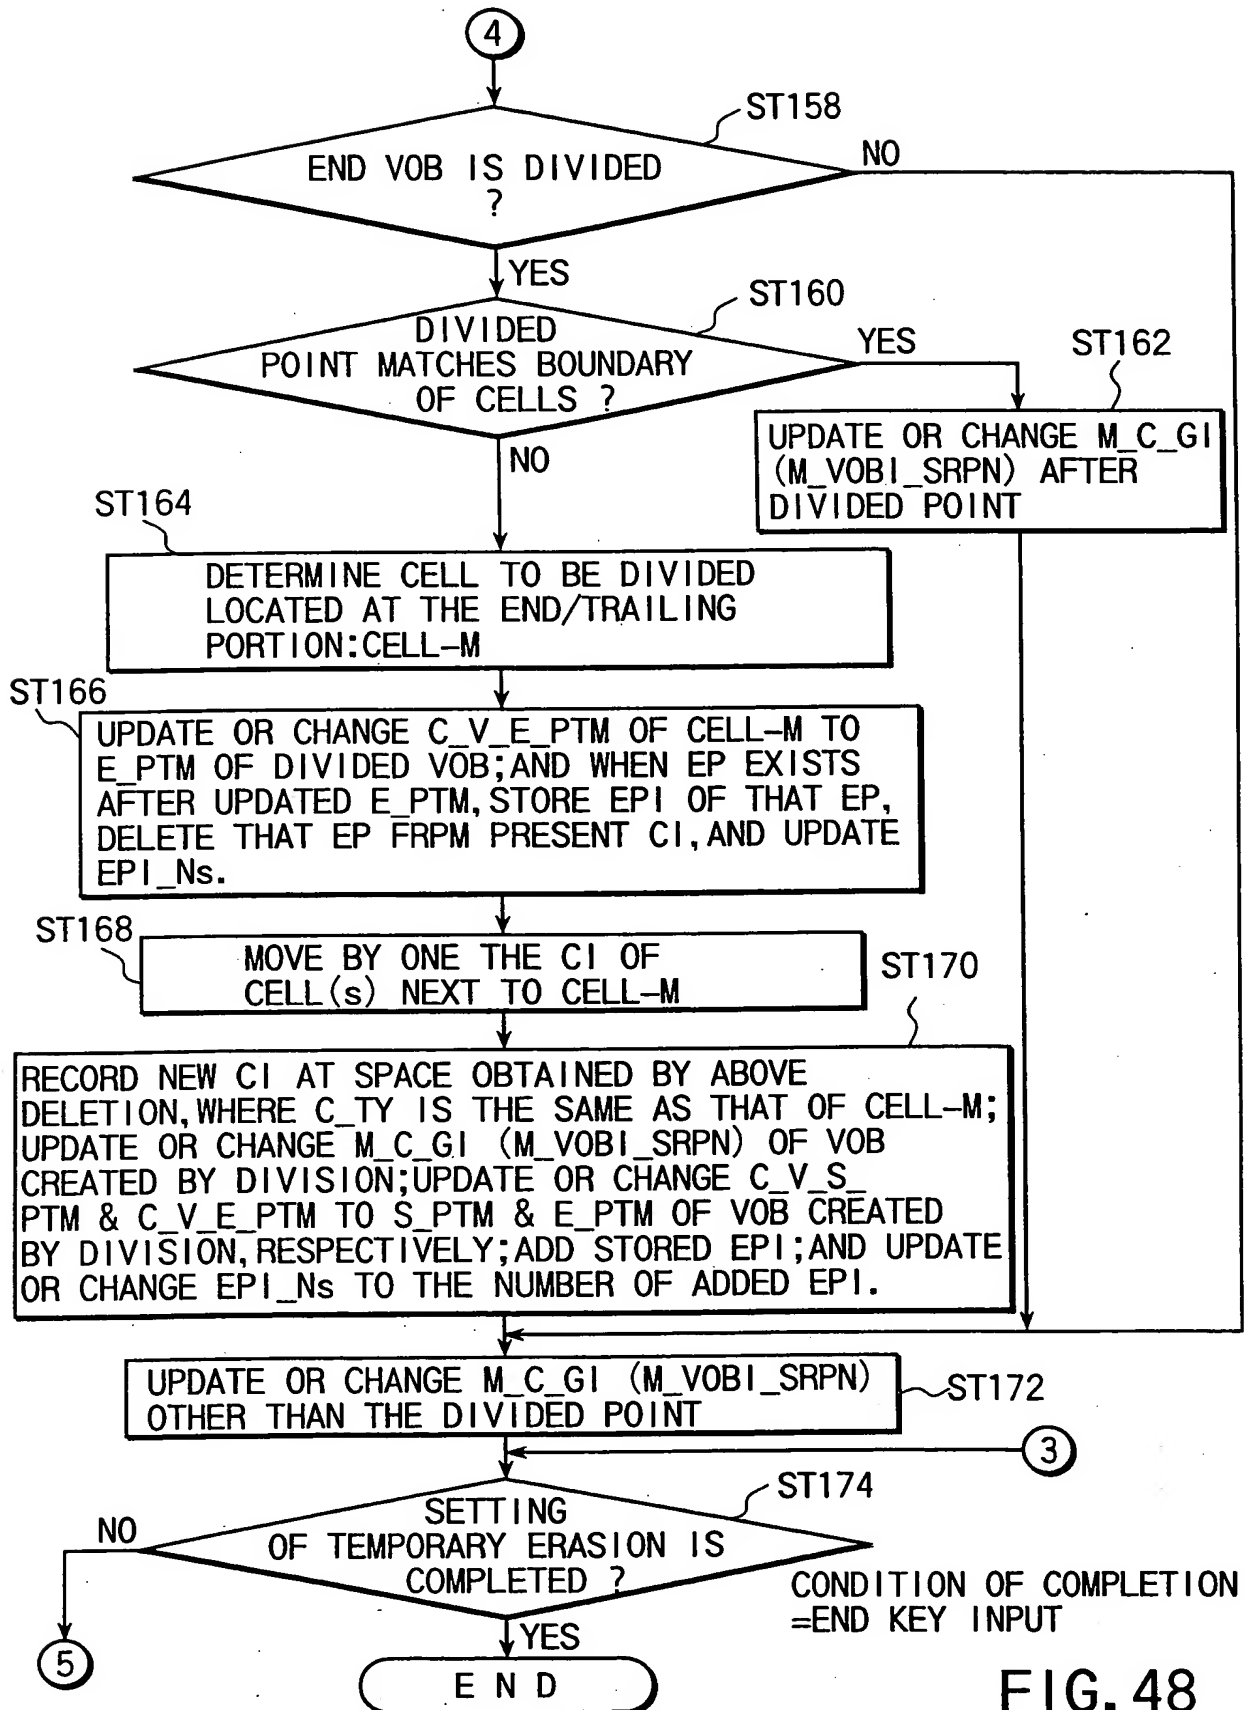 4
ST158
END VOB IS DIVIDED
?
NO
YES
ST160
DIVIDED
POINT MATCHES BOUNDARY
OF CELLS ?
YES
ST162
UPDATE OR CHANGE M_C_GI
(M_VOBI_SRPN) AFTER
DIVIDED POINT
NO
ST164
DETERMINE CELL TO BE DIVIDED
LOCATED AT THE END/TRAILING
PORTION:CELL-M
ST166
UPDATE OR CHANGE C_V_E_PTM OF CELL-M TO
E_PTM OF DIVIDED VOB;AND WHEN EP EXISTS
AFTER UPDATED E_PTM,STORE EPI OF THAT EP,
DELETE THAT EP FRPM PRESENT CI,AND UPDATE
EPI_Ns.
ST168
MOVE BY ONE THE CI OF
CELL(s) NEXT TO CELL-M
ST170
RECORD NEW CI AT SPACE OBTAINED BY ABOVE
DELETION,WHERE C_TY IS THE SAME AS THAT OF CELL-M;
UPDATE OR CHANGE M_C_GI (M_VOBI_SRPN) OF VOB
CREATED BY DIVISION;UPDATE OR CHANGE C_V_S_
PTM & C_V_E_PTM TO S_PTM & E_PTM OF VOB CREATED
BY DIVISION,RESPECTIVELY;ADD STORED EPI;AND UPDATE
OR CHANGE EPI_Ns TO THE NUMBER OF ADDED EPI.
UPDATE OR CHANGE M_C_GI (M_VOBI_SRPN)
OTHER THAN THE DIVIDED POINT
ST172
3
ST174
SETTING
OF TEMPORARY ERASION IS
COMPLETED ?
NO
CONDITION OF COMPLETION
=END KEY INPUT
5
YES
END
FIG. 48